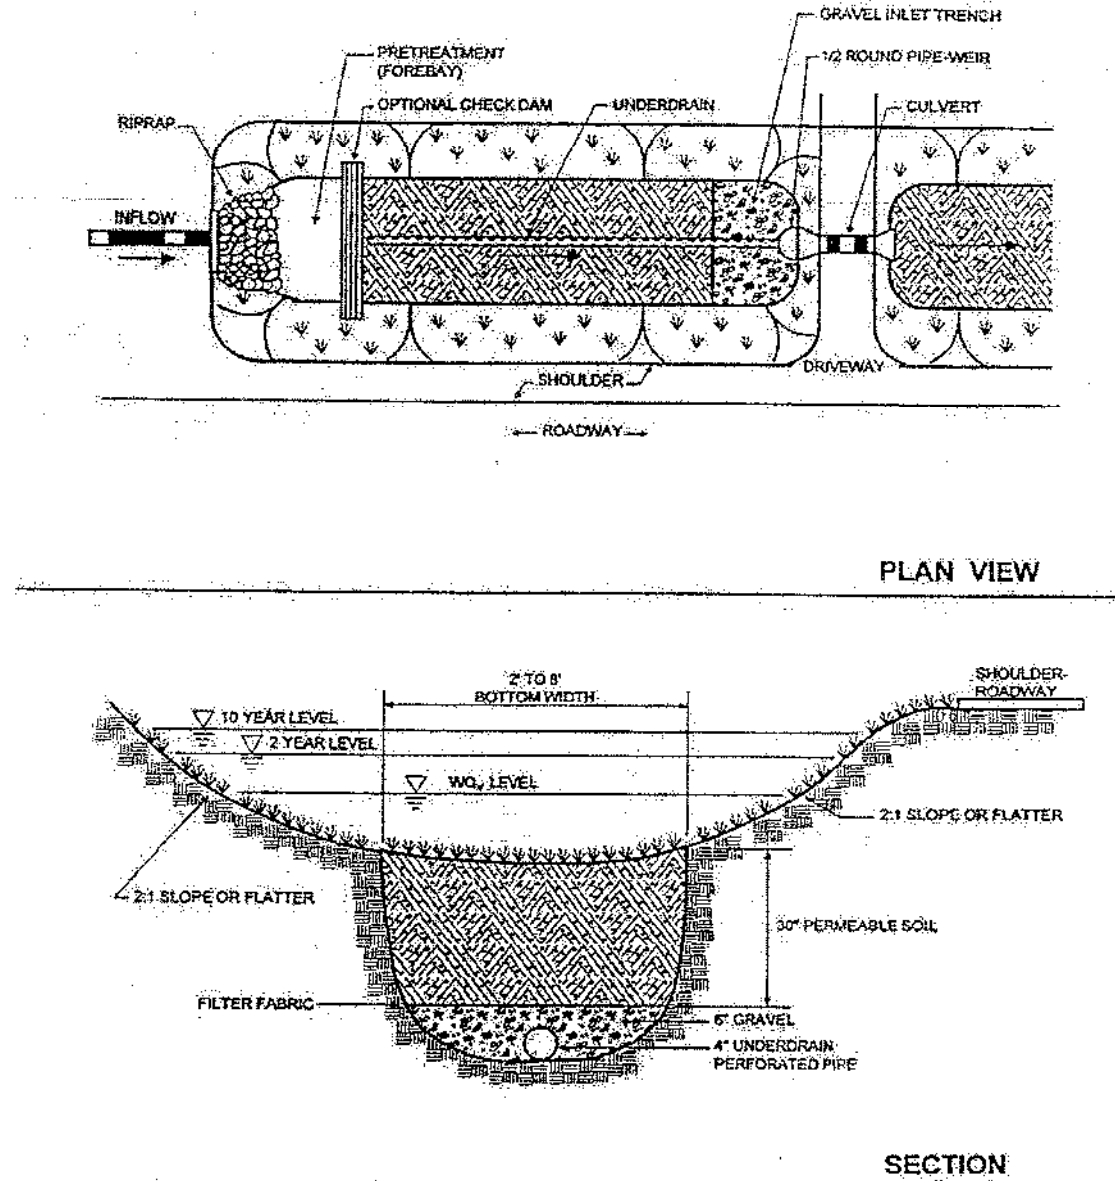 GRAVEL INLET TRENCH
PRETREATMENT
(FOREBAY)
1/2 ROUND PIPE-WEIR
OPTIONAL CHECK DAM
UNDERDRAIN
CULVERT
RIPRAP
INFLOW
DRIVEWAY
SHOULDER
ROADWAY
PLAN VIEW
2' TO 8'
BOTTOM WIDTH
SHOULDER-
ROADWAY
10 YEAR LEVEL
2 YEAR LEVEL
WQv LEVEL
2:1 SLOPE OR FLATTER
2:1 SLOPE OR FLATTER
30" PERMEABLE SOIL
FILTER FABRIC
6" GRAVEL
4" UNDERDRAIN
PERFORATED PIPE
SECTION